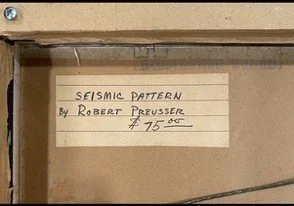 SEISMIC PATTERN
By ROBERT PREUSSER
$ 75.00